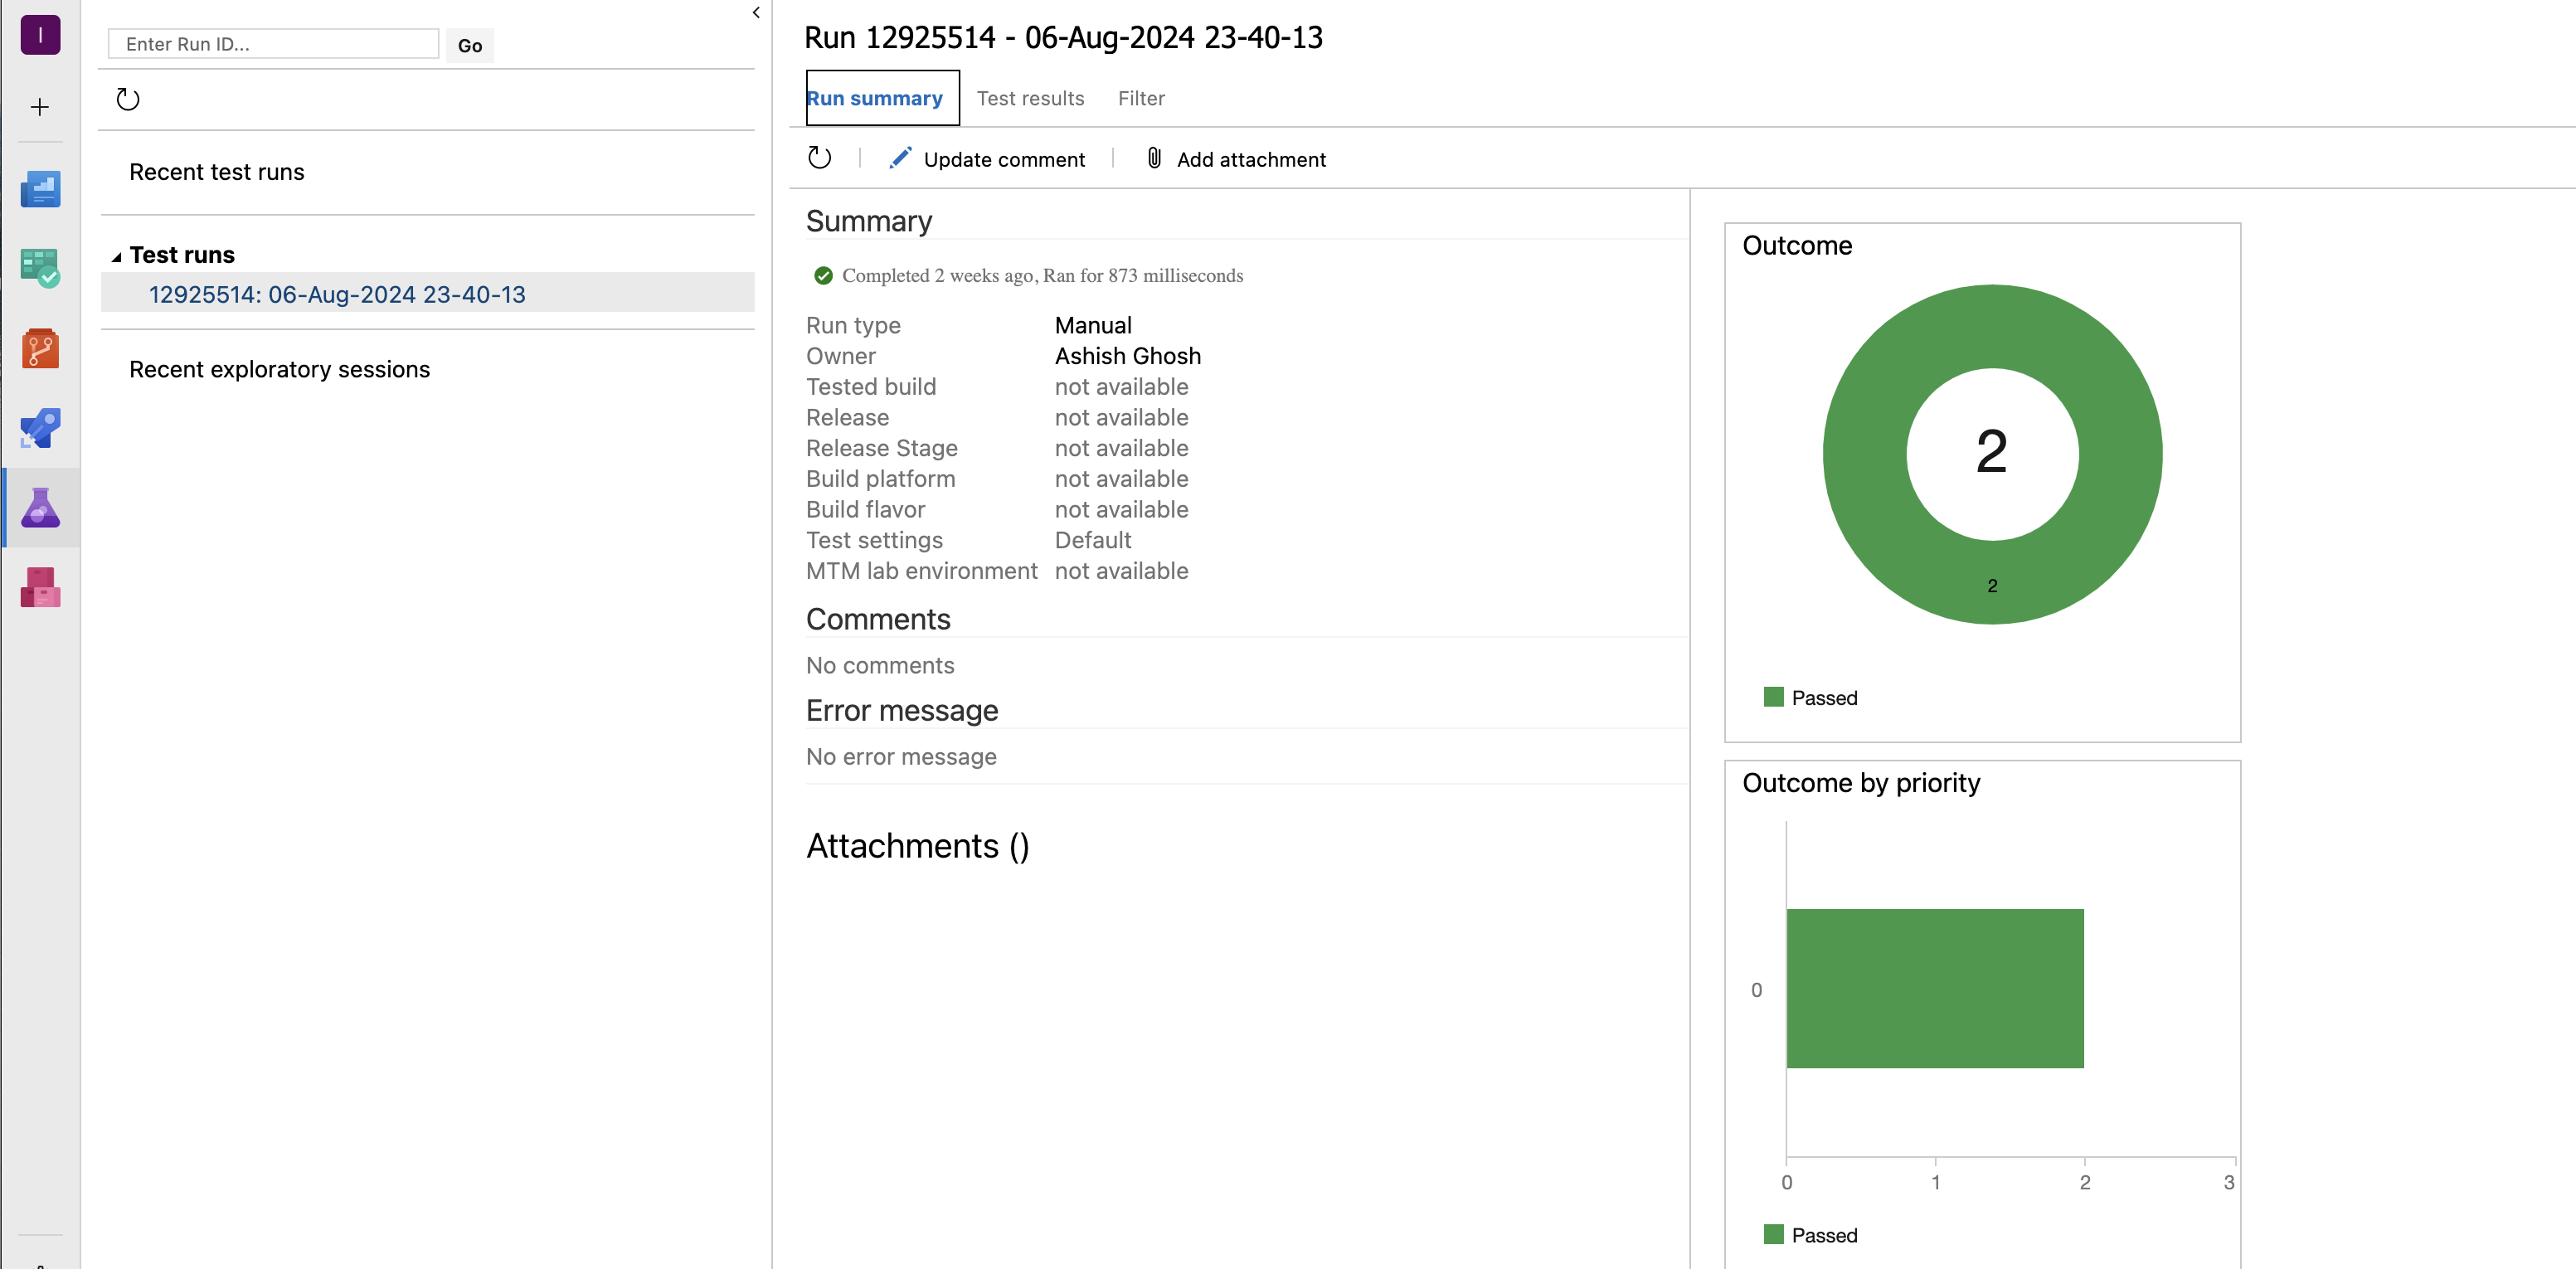 I
Enter Run ID...
Go
Recent test runs
Test runs
12925514: 06-Aug-2024 23-40-13
Recent exploratory sessions
Run 12925514 - 06-Aug-2024 23-40-13
Run summary Test results Filter
Update comment Add attachment
Summary
Completed 2 weeks ago, Ran for 873 milliseconds
Run type Manual
Owner Ashish Ghosh
Tested build not available
Release not available
Release Stage not available
Build platform not available
Build flavor not available
Test settings Default
MTM lab environment not available
Comments
No comments
Error message
No error message
Attachments ()
Outcome
2
2
Passed
Outcome by priority
0
0 1 2 3
Passed